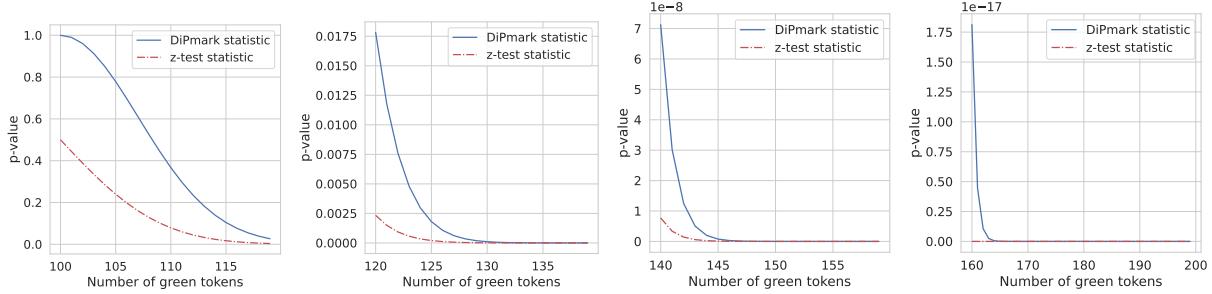 1.0
0.8
0.6
0.4
0.2
0.0
p-value
100
105
110
115
Number of green tokens
DiPmark statistic
z-test statistic
0.0175
0.0150
0.0125
0.0100
0.0075
0.0050
0.0025
0.0000
p-value
120
125
130
135
Number of green tokens
DiPmark statistic
z-test statistic
1e−8
7
6
5
4
3
2
1
0
p-value
140
145
150
155
Number of green tokens
DiPmark statistic
z-test statistic
1e−17
1.75
1.50
1.25
1.00
0.75
0.50
0.25
0.00
p-value
160
170
180
190
200
Number of green tokens
DiPmark statistic
z-test statistic